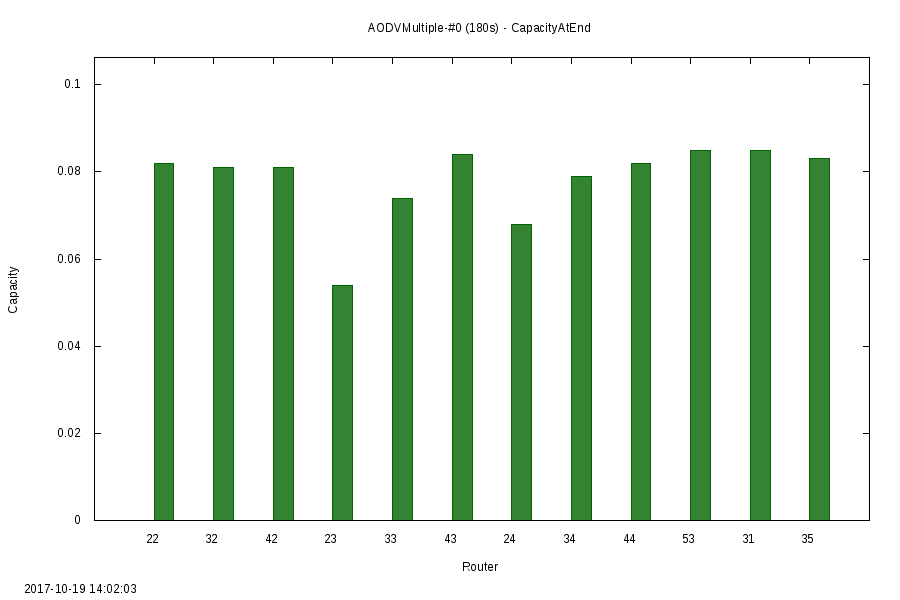 AODVMultiple-#0 (180s) - CapacityAtEnd
0.1
0.08
0.06
0.04
0.02
0
Capacity
22 32 42 23 33 43 24 34 44 53 31 35
Router
2017-10-19 14:02:03